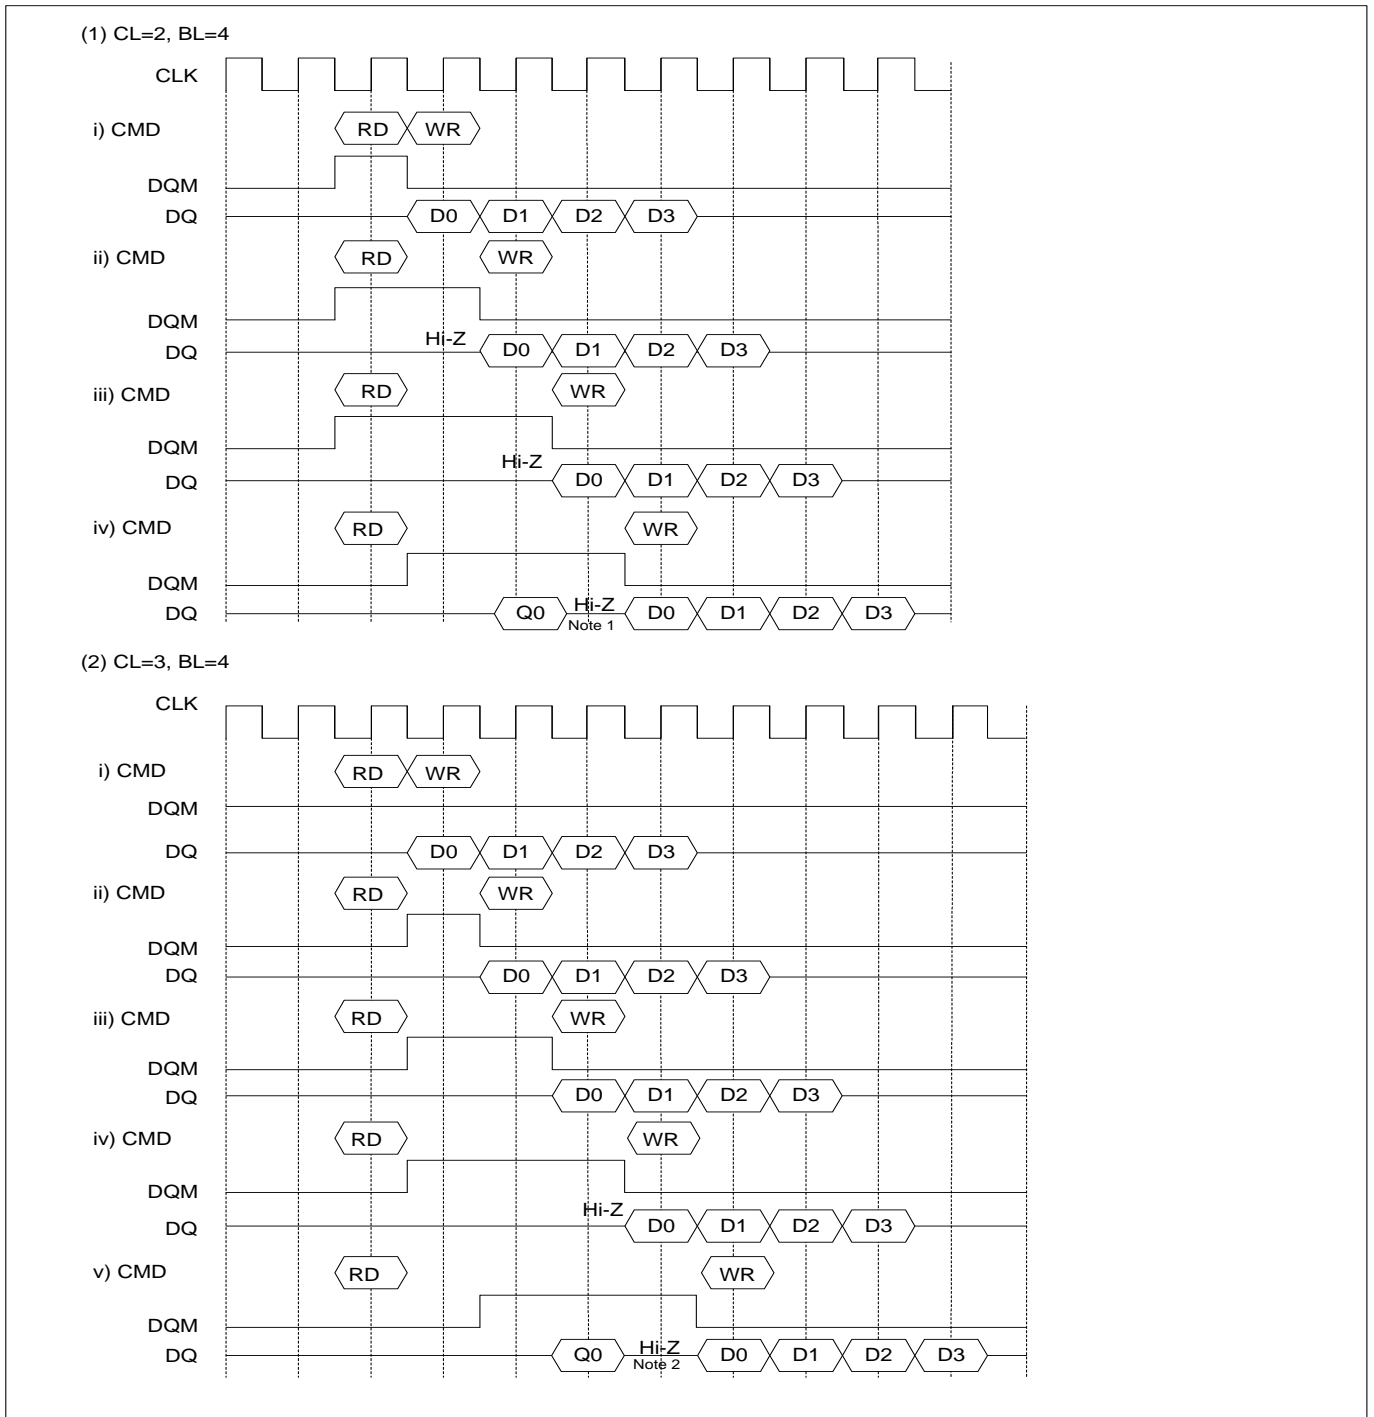 (1) CL=2, BL=4
CLK
i) CMD RD WR
DQM
DQ D0 D1 D2 D3
ii) CMD RD WR
DQM
DQ Hi-Z D0 D1 D2 D3
iii) CMD RD WR
DQM
DQ Hi-Z D0 D1 D2 D3
iv) CMD RD WR
DQM
DQ Q0 Hi-Z D0 D1 D2 D3
Note 1
(2) CL=3, BL=4
CLK
i) CMD RD WR
DQM
DQ D0 D1 D2 D3
ii) CMD RD WR
DQM
DQ D0 D1 D2 D3
iii) CMD RD WR
DQM
DQ D0 D1 D2 D3
iv) CMD RD WR
DQM
DQ Hi-Z D0 D1 D2 D3
v) CMD RD WR
DQM
DQ Q0 Hi-Z D0 D1 D2 D3
Note 2